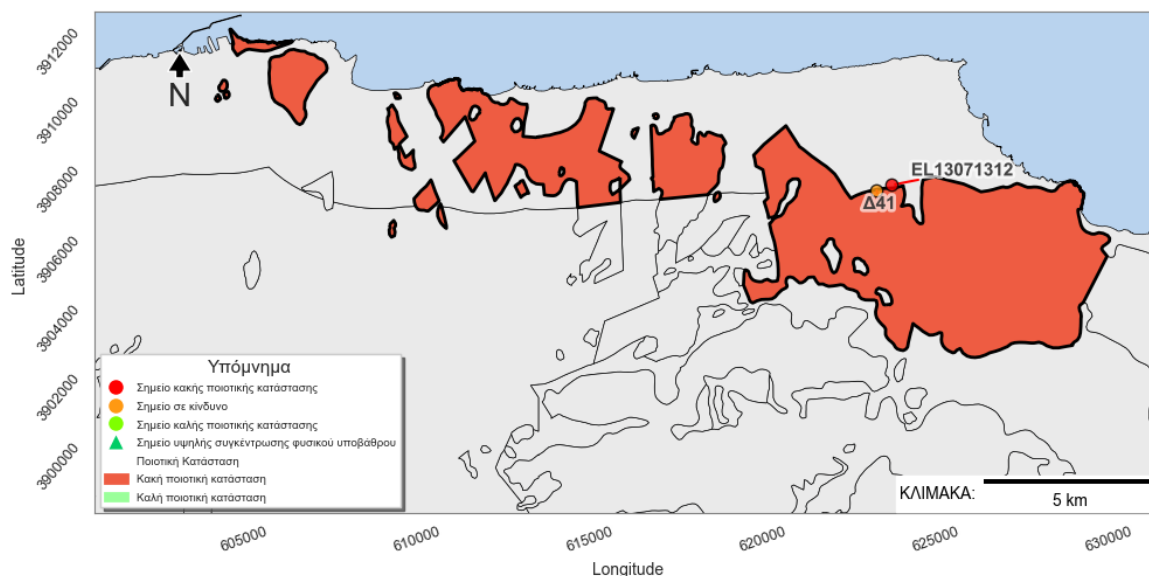 3912000
3910000
3908000
3906000
3904000
3902000
3900000
Latitude
N
EL13071312
Δ41
Υπόμνημα
Σημείο κακής ποιοτικής κατάστασης
Σημείο σε κίνδυνο
Σημείο καλής ποιοτικής κατάστασης
Σημείο υψηλής συγκέντρωσης φυσικού υποβάθρου
Ποιοτική Κατάσταση
Κακή ποιοτική κατάσταση
Καλή ποιοτική κατάσταση
ΚΛΙΜΑΚΑ:
5 km
605000
610000
615000
620000
625000
630000
Longitude